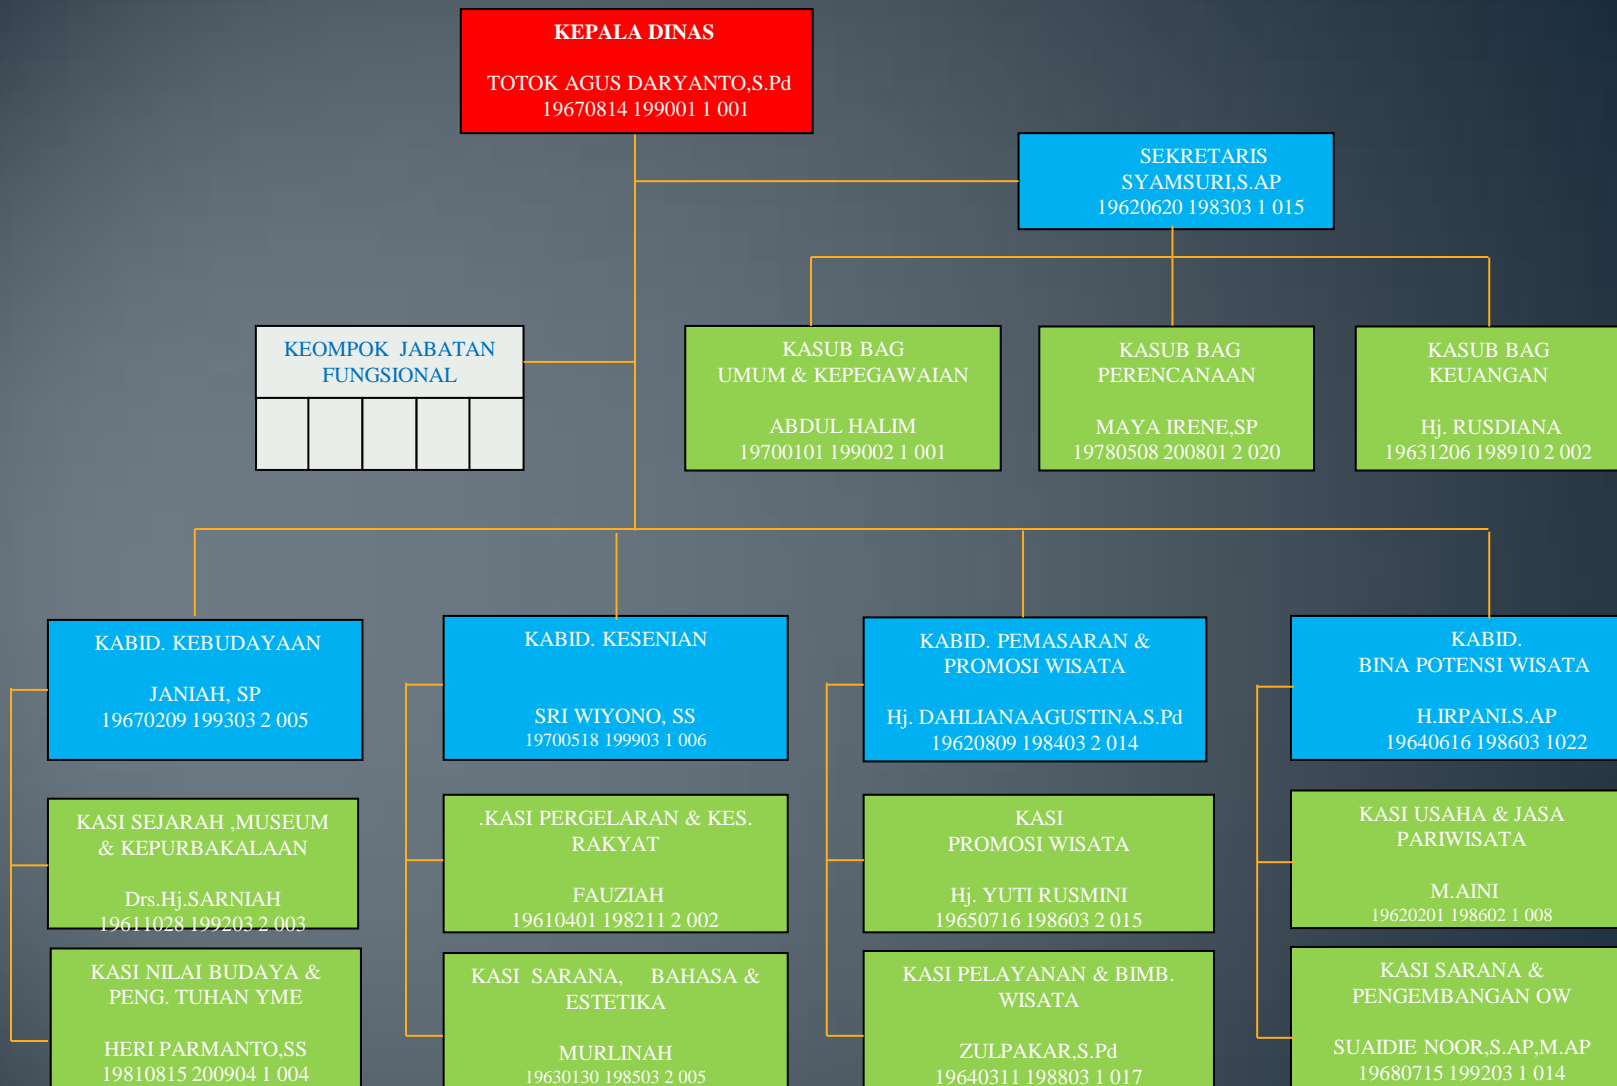 KEPALA DINAS
TOTOK AGUS DARYANTO,S.Pd
19670814 199001 1 001
SEKRETARIS
SYAMSURI,S.AP
19620620 198303 1 015
KEOMPOK JABATAN
FUNGSIONAL
KASUB BAG
UMUM & KEPEGAWAIAN
ABDUL HALIM
19700101 199002 1 001
KASUB BAG
PERENCANAAN
MAYA IRENE,SP
19780508 200801 2 020
KASUB BAG
KEUANGAN
Hj. RUSDIANA
19631206 198910 2 002
KABID. KEBUDAYAAN
JANIAH, SP
19670209 199303 2 005
KABID. KESENIAN
SRI WIYONO, SS
19700518 199903 1 006
KABID. PEMASARAN &
PROMOSI WISATA
Hj. DAHLIANAAGUSTINA.S.Pd
19620809 198403 2 014
KABID.
BINA POTENSI WISATA
H.IRPANI.S.AP
19640616 198603 1022
KASI SEJARAH ,MUSEUM
& KEPURBAKALAAN
Drs.Hj.SARNIAH
19611028 199203 2 003
.KASI PERGELARAN & KES.
RAKYAT
FAUZIAH
19610401 198211 2 002
KASI
PROMOSI WISATA
Hj. YUTI RUSMINI
19650716 198603 2 015
KASI USAHA & JASA
PARIWISATA
M.AINI
19620201 198602 1 008
KASI NILAI BUDAYA &
PENG. TUHAN YME
HERI PARMANTO,SS
19810815 200904 1 004
KASI SARANA, BAHASA &
ESTETIKA
MURLINAH
19630130 198503 2 005
KASI PELAYANAN & BIMB.
WISATA
ZULPAKAR,S.Pd
19640311 198803 1 017
KASI SARANA &
PENGEMBANGAN OW
SUAIDIE NOOR,S.AP,M.AP
19680715 199203 1 014